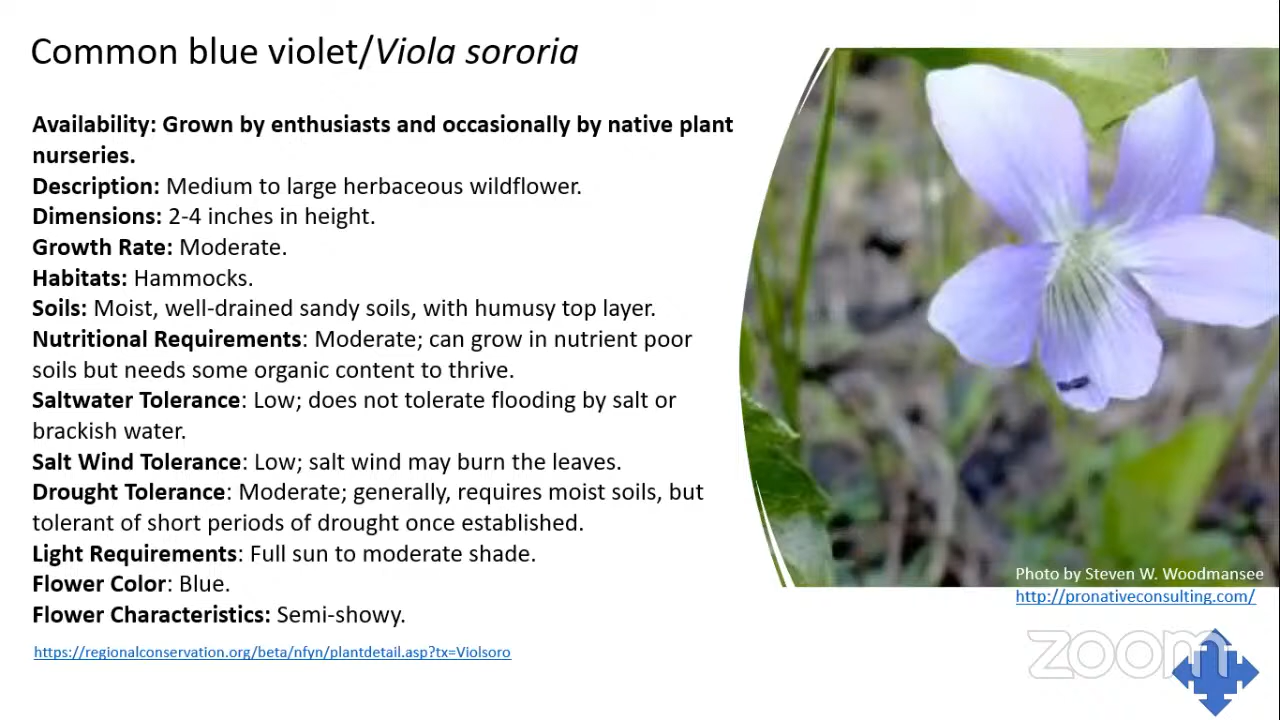 Common blue violet/Viola sororia
Availability: Grown by enthusiasts and occasionally by native plant
nurseries.
Description: Medium to large herbaceous wildflower.
Dimensions: 2-4 inches in height.
Growth Rate: Moderate.
Habitats: Hammocks.
Soils: Moist, well-drained sandy soils, with humusy top layer.
Nutritional Requirements: Moderate; can grow in nutrient poor
soils but needs some organic content to thrive.
Saltwater Tolerance: Low; does not tolerate flooding by salt or
brackish water.
Salt Wind Tolerance: Low; salt wind may burn the leaves.
Drought Tolerance: Moderate; generally, requires moist soils, but
tolerant of short periods of drought once established.
Light Requirements: Full sun to moderate shade.
Flower Color: Blue.
Flower Characteristics: Semi-showy.
https://regionalconservation.org/beta/nfyn/plantdetail.asp?tx=Violsoro
Photo by Steven W. Woodmansee
http://pronativeconsulting.com/
zoom